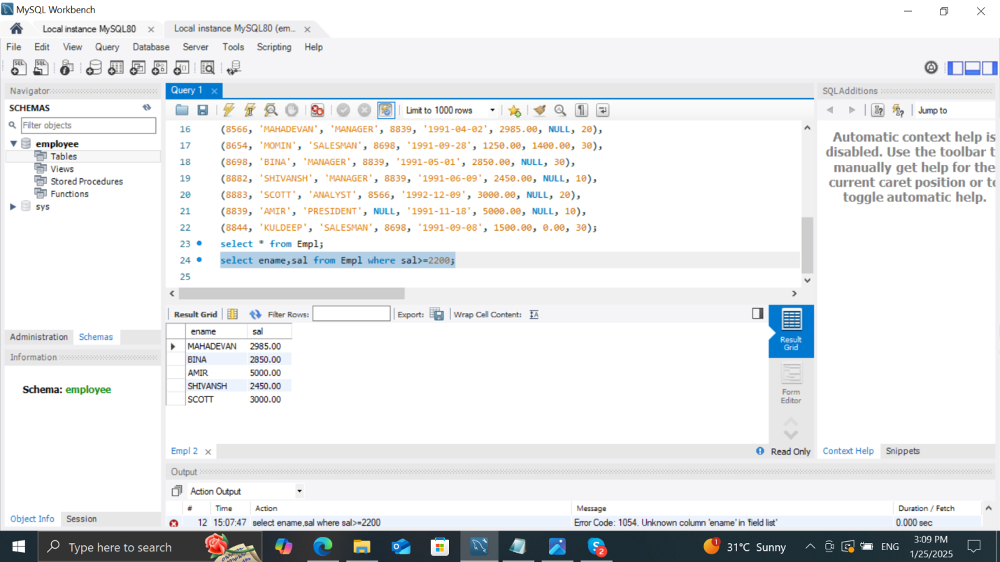 MySQL Workbench
Local instance MySQL80 Local instance MySQL80 (em...
File Edit View Query Database Server Tools Scripting Help
Navigator
SCHEMAS
Filter objects
employee
Tables
Views
Stored Procedures
Functions
sys
Administration Schemas
Information
Schema: employee
Object Info Session
Query 1
Limit to 1000 rows
16 (8566, 'MAHADEVAN', 'MANAGER', 8839, '1991-04-02', 2985.00, NULL, 20),
17 (8654, 'MOMIN', 'SALESMAN', 8698, '1991-09-28', 1250.00, 1400.00, 30),
18 (8698, 'BINA', 'MANAGER', 8839, '1991-05-01', 2850.00, NULL, 30),
19 (8882, 'SHIVANSH', 'MANAGER', 8839, '1991-06-09', 2450.00, NULL, 10),
20 (8883, 'SCOTT', 'ANALYST', 8566, '1992-12-09', 3000.00, NULL, 20),
21 (8839, 'AMIR', 'PRESIDENT', NULL, '1991-11-18', 5000.00, NULL, 10),
22 (8844, 'KULDEEP', 'SALESMAN', 8698, '1991-09-08', 1500.00, 0.00, 30);
23 select * from Empl;
24 select ename,sal from Empl where sal>=2200;
25
Result Grid Filter Rows: Export: Wrap Cell Content:
ename sal
MAHADEVAN 2985.00
BINA 2850.00
AMIR 5000.00
SHIVANSH 2450.00
SCOTT 3000.00
Result
Grid
Form
Editor
Empl 2 Read Only
Output
Action Output
# Time Action Message Duration / Fetch
12 15:07:47 select ename,sal where sal>=2200 Error Code: 1054. Unknown column 'ename' in 'field list' 0.000 sec
SQLAdditions
Jump to
Automatic context help is
disabled. Use the toolbar t
manually get help for the
current caret position or to
toggle automatic help.
Context Help Snippets
Type here to search
2
1
31°C Sunny
ENG
3:09 PM
1/25/2025